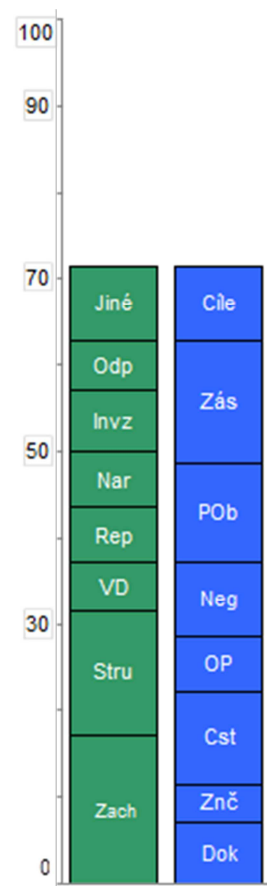 100
90
70
50
30
0
Jiné
Odp
Invz
Nar
Rep
VD
Stru
Zach
Cíle
Zás
POb
Neg
OP
Cst
Znč
Dok